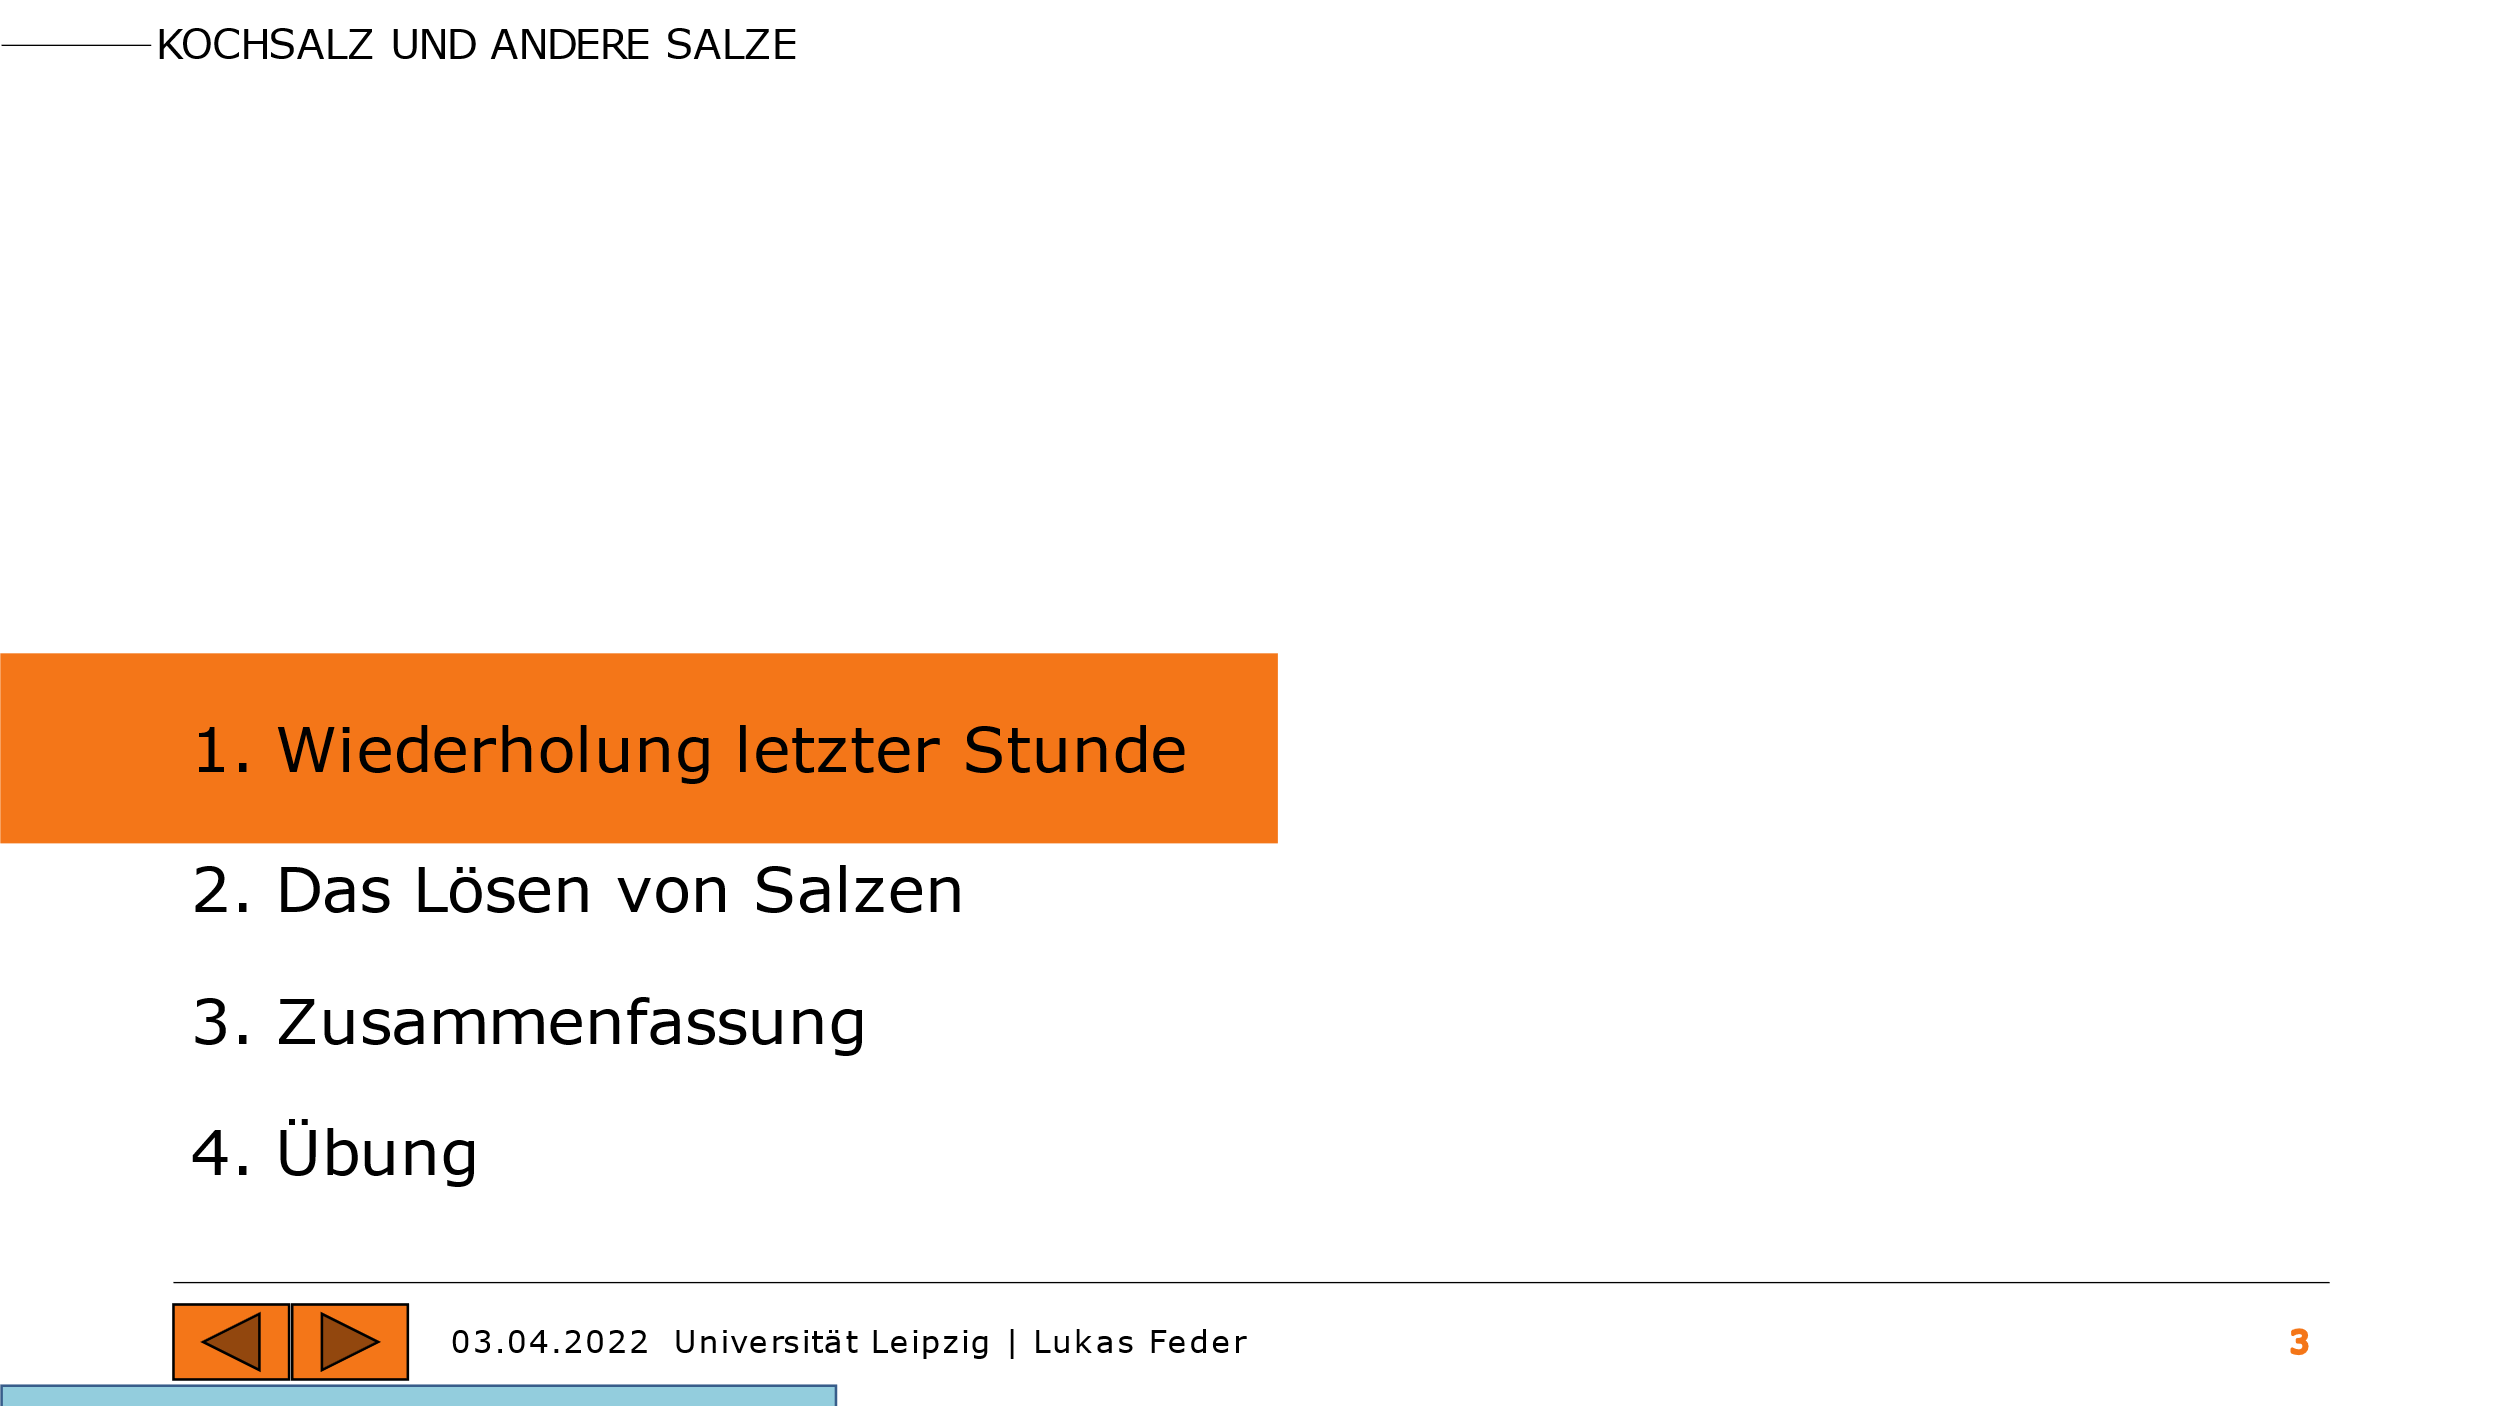 KOCHSALZ UND ANDERE SALZE
1. Wiederholung letzter Stunde
2. Das Lösen von Salzen
3. Zusammenfassung
4. Übung
03.04.2022 Universität Leipzig | Lukas Feder
3